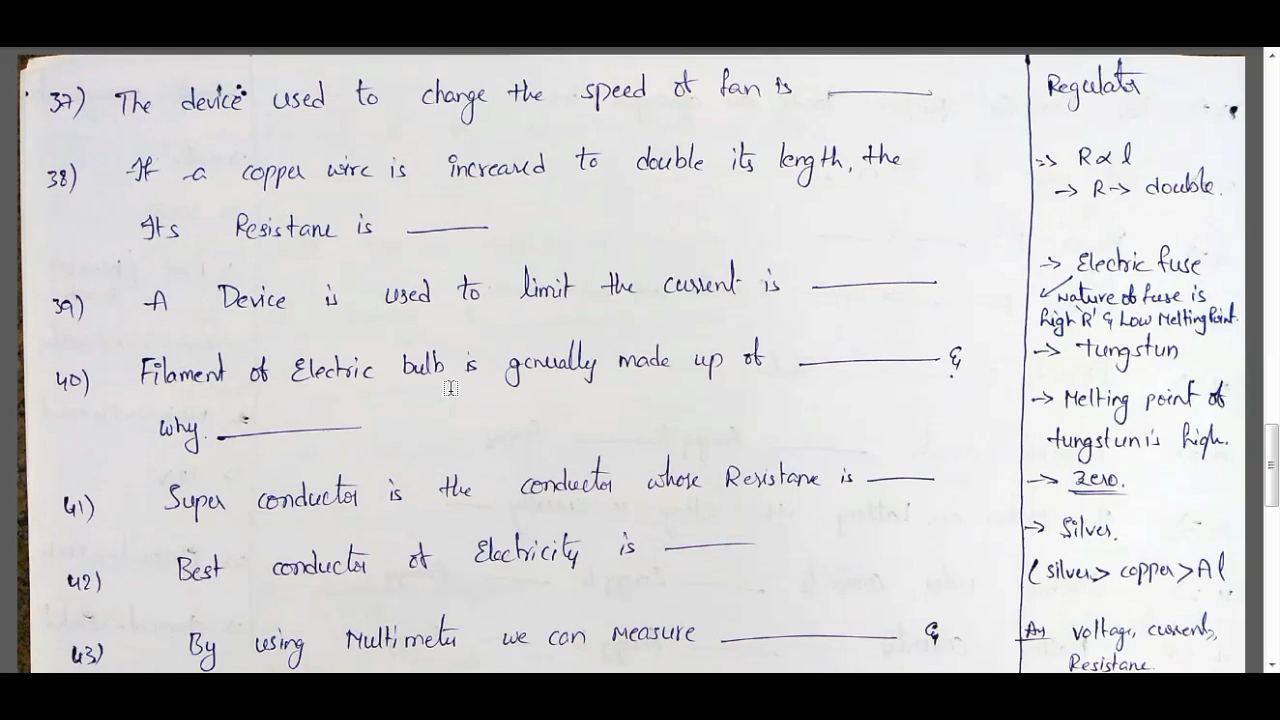 37) The device used to change the speed of fan is ______ Regulator
38) If a copper wire is increased to double its length, the => R∝l
-> R-> double.
Its Resistane is ______
-> Electric fuse
39) A Device is used to limit the current is ______
Nature of fuse is
high 'R' & Low Melting Point.
40) Filament of Electric bulb is generally made up of ______ & -> tungstun
why. ______
-> Melting point of
tungstun is high.
41) Super conductor is the conductor whose Resistane is ______ -> Zero.
42) Best conductor of Electricity is ______ -> Silver.
(silver > copper > Al
43) By using Multimeter we can measure ______ & voltage, current,
Resistane